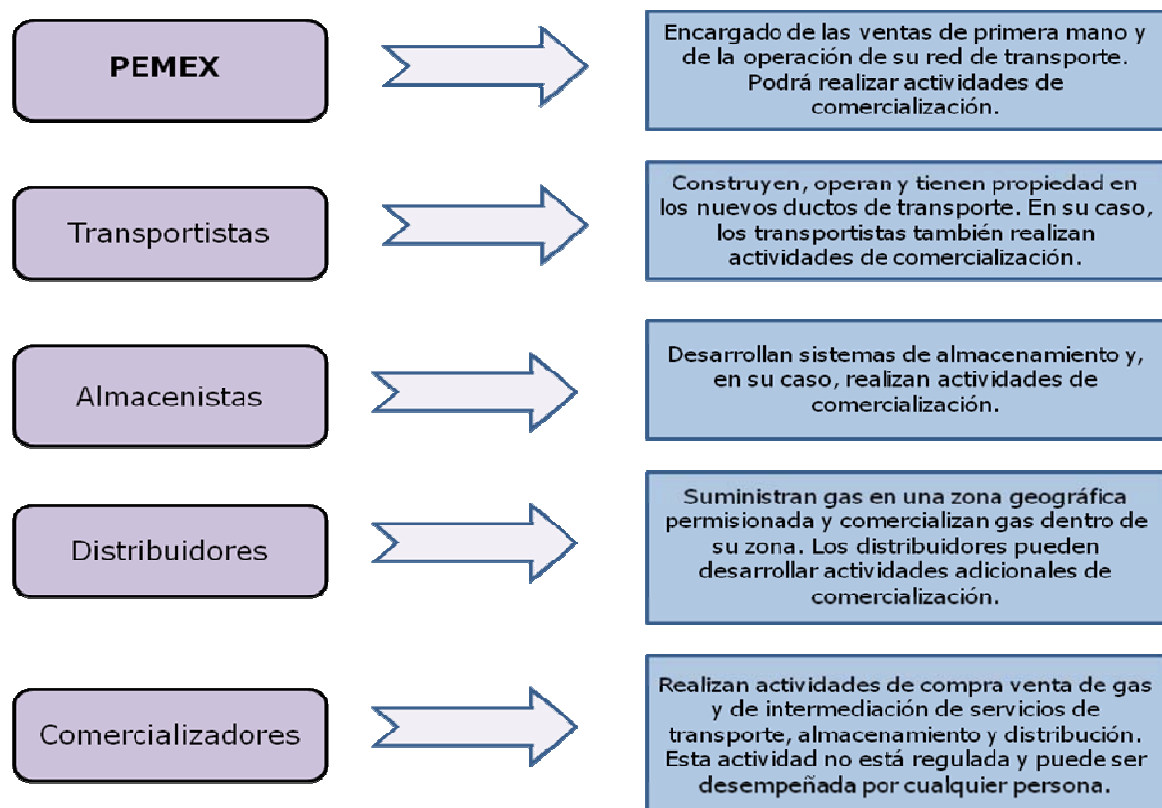 PEMEX
Encargado de las ventas de primera mano y
de la operación de su red de transporte.
Podrá realizar actividades de
comercialización.
Transportistas
Construyen, operan y tienen propiedad en
los nuevos ductos de transporte. En su caso,
los transportistas también realizan
actividades de comercialización.
Almacenistas
Desarrollan sistemas de almacenamiento y,
en su caso, realizan actividades de
comercialización.
Distribuidores
Suministran gas en una zona geográfica
permisionada y comercializan gas dentro de
su zona. Los distribuidores pueden
desarrollar actividades adicionales de
comercialización.
Comercializadores
Realizan actividades de compra venta de gas
y de intermediación de servicios de
transporte, almacenamiento y distribución.
Esta actividad no está regulada y puede ser
desempeñada por cualquier persona.